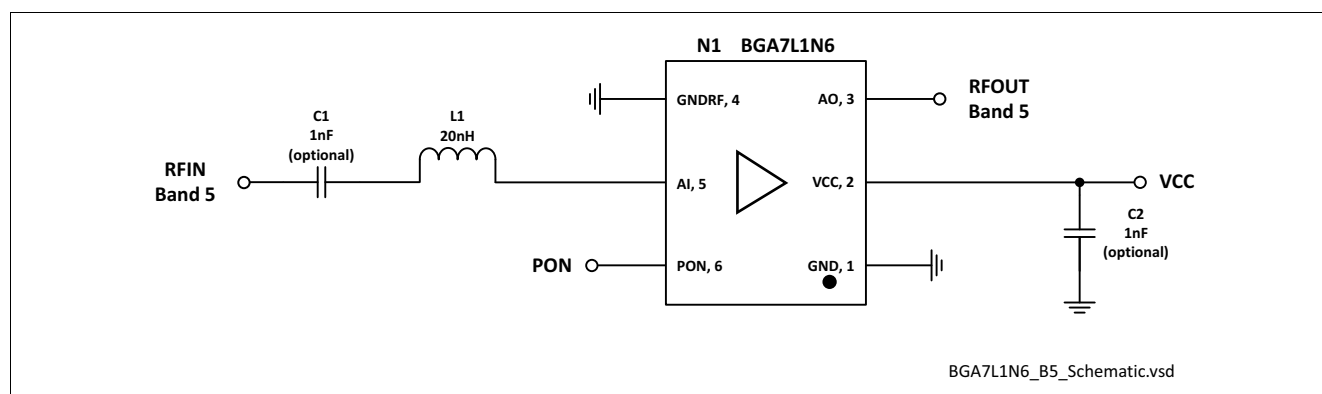 N1 BGA7L1N6
GNDRF, 4
AO, 3
RFOUT
Band 5
C1
1nF
(optional)
L1
20nH
RFIN
Band 5
AI, 5
VCC, 2
VCC
C2
1nF
(optional)
PON
PON, 6
GND, 1
BGA7L1N6_B5_Schematic.vsd